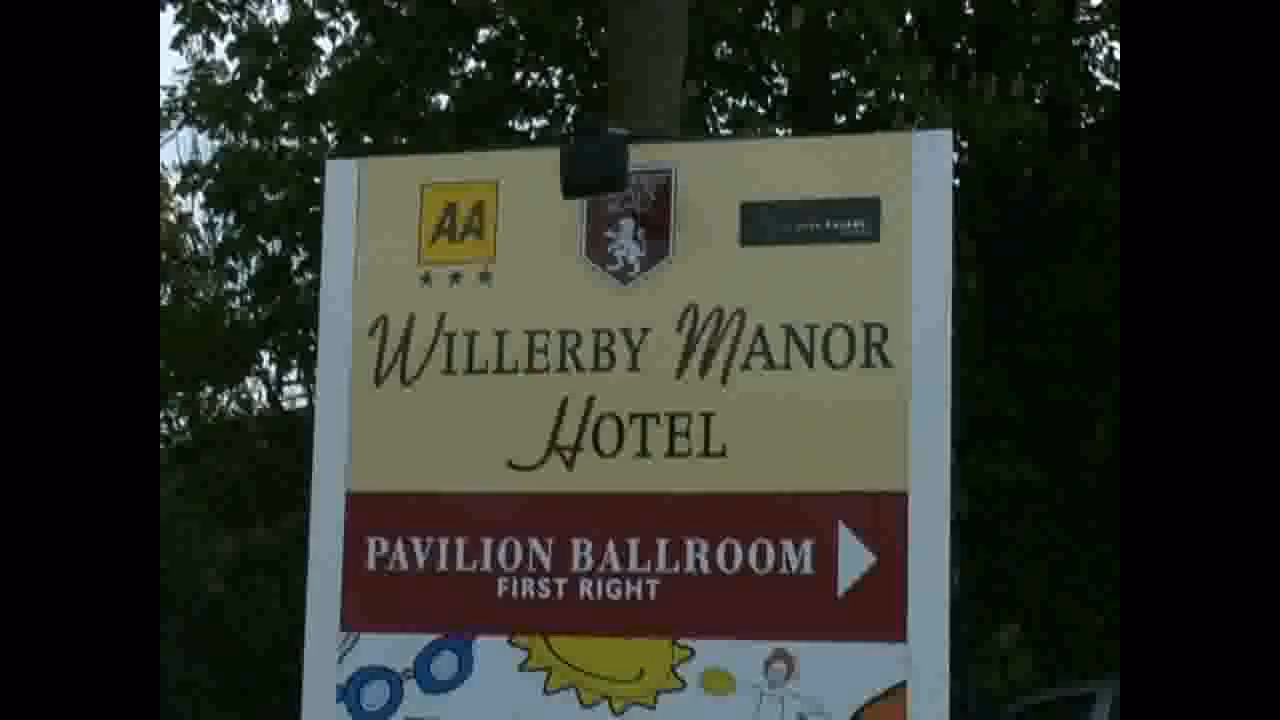 AA
WILLERBY MANOR
HOTEL
PAVILION BALLROOM
FIRST RIGHT